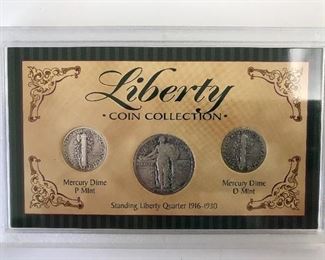 Liberty
• COIN COLLECTION •
Mercury Dime
P Mint
Mercury Dime
D Mint
Standing Liberty Quarter 1916-1930